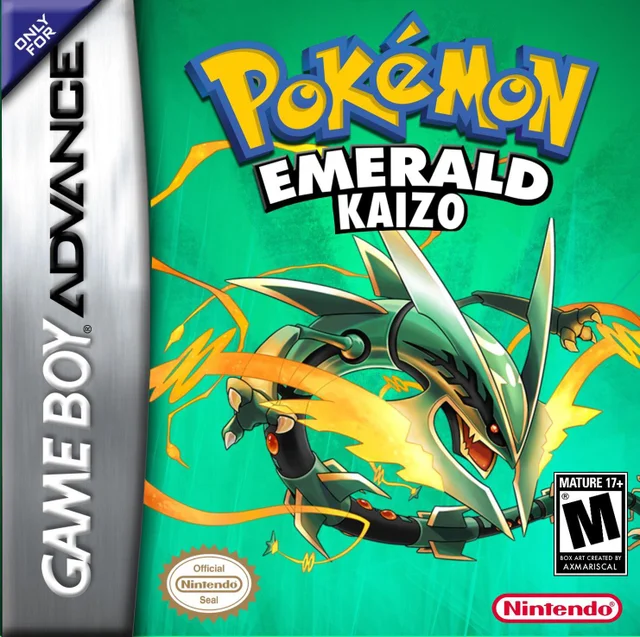 ONLY
FOR
GAME BOY ADVANCE
®
POKéMON
EMERALD
KAIZO
MATURE 17+
®
M
BOX ART CREATED BY
AXMARISCAL
Official
Nintendo
Seal
Nintendo®